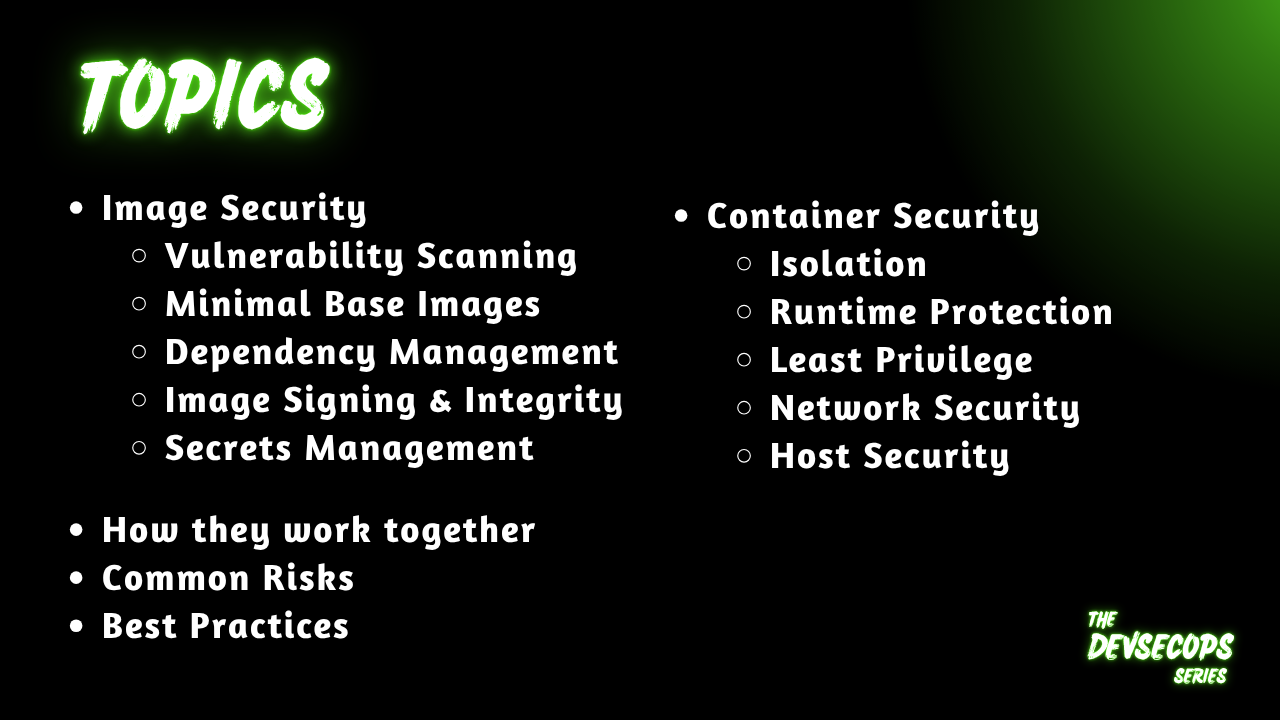 TOPICS
• Image Security
○ Vulnerability Scanning
○ Minimal Base Images
○ Dependency Management
○ Image Signing & Integrity
○ Secrets Management
• How they work together
• Common Risks
• Best Practices
• Container Security
○ Isolation
○ Runtime Protection
○ Least Privilege
○ Network Security
○ Host Security
THE
DEVSECOPS
SERIES